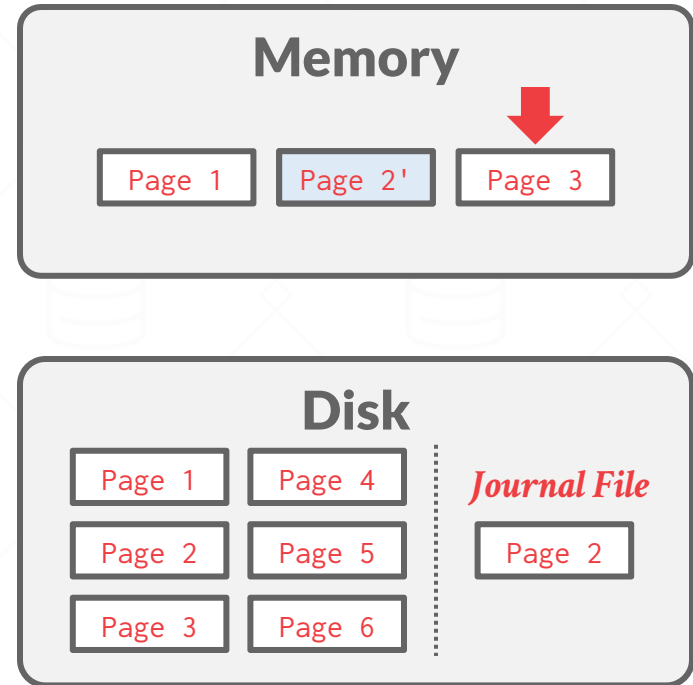 Memory
Page 1 Page 2' Page 3
Disk
Page 1 Page 4
Page 2 Page 5
Page 3 Page 6
Journal File
Page 2